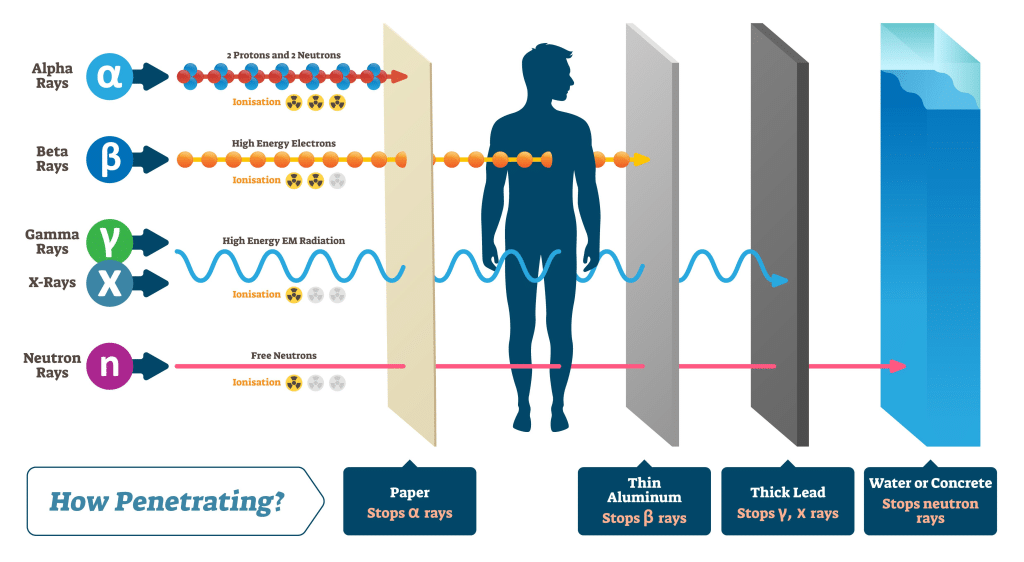 Alpha
Rays
α
2 Protons and 2 Neutrons
Ionisation
Beta
Rays
β
High Energy Electrons
Ionisation
Gamma
Rays
γ
High Energy EM Radiation
X-Rays
X
Ionisation
Neutron
Rays
n
Free Neutrons
Ionisation
How Penetrating?
Paper
Stops α rays
Thin
Aluminum
Stops β rays
Thick Lead
Stops γ, x rays
Water or Concrete
Stops neutron
rays